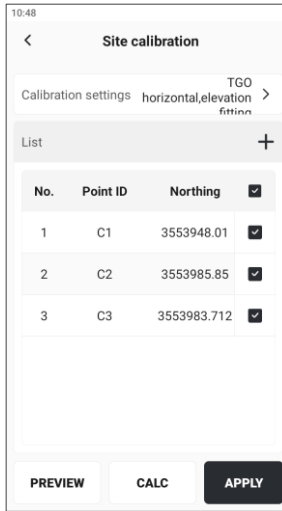 10:48
Site calibration
TGO
Calibration settings horizontal,elevation
fitting
List
No. Point ID Northing
1 C1 3553948.01
2 C2 3553985.85
3 C3 3553983.712
PREVIEW CALC APPLY